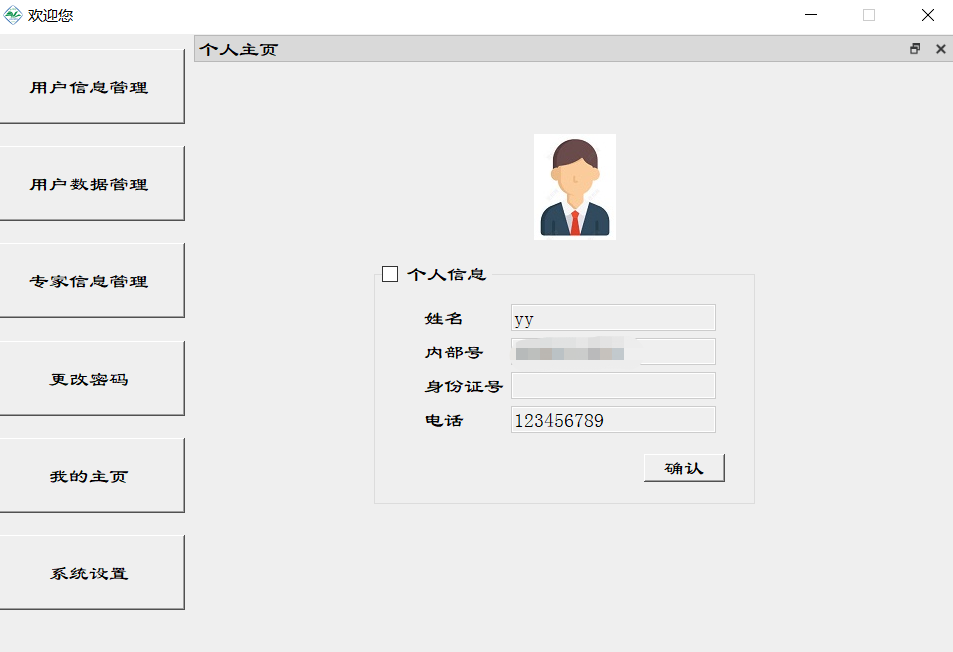 欢迎您
用户信息管理
用户数据管理
专家信息管理
更改密码
我的主页
系统设置
个人主页
个人信息
姓名 yy
内部号
身份证号
电话 123456789
确认